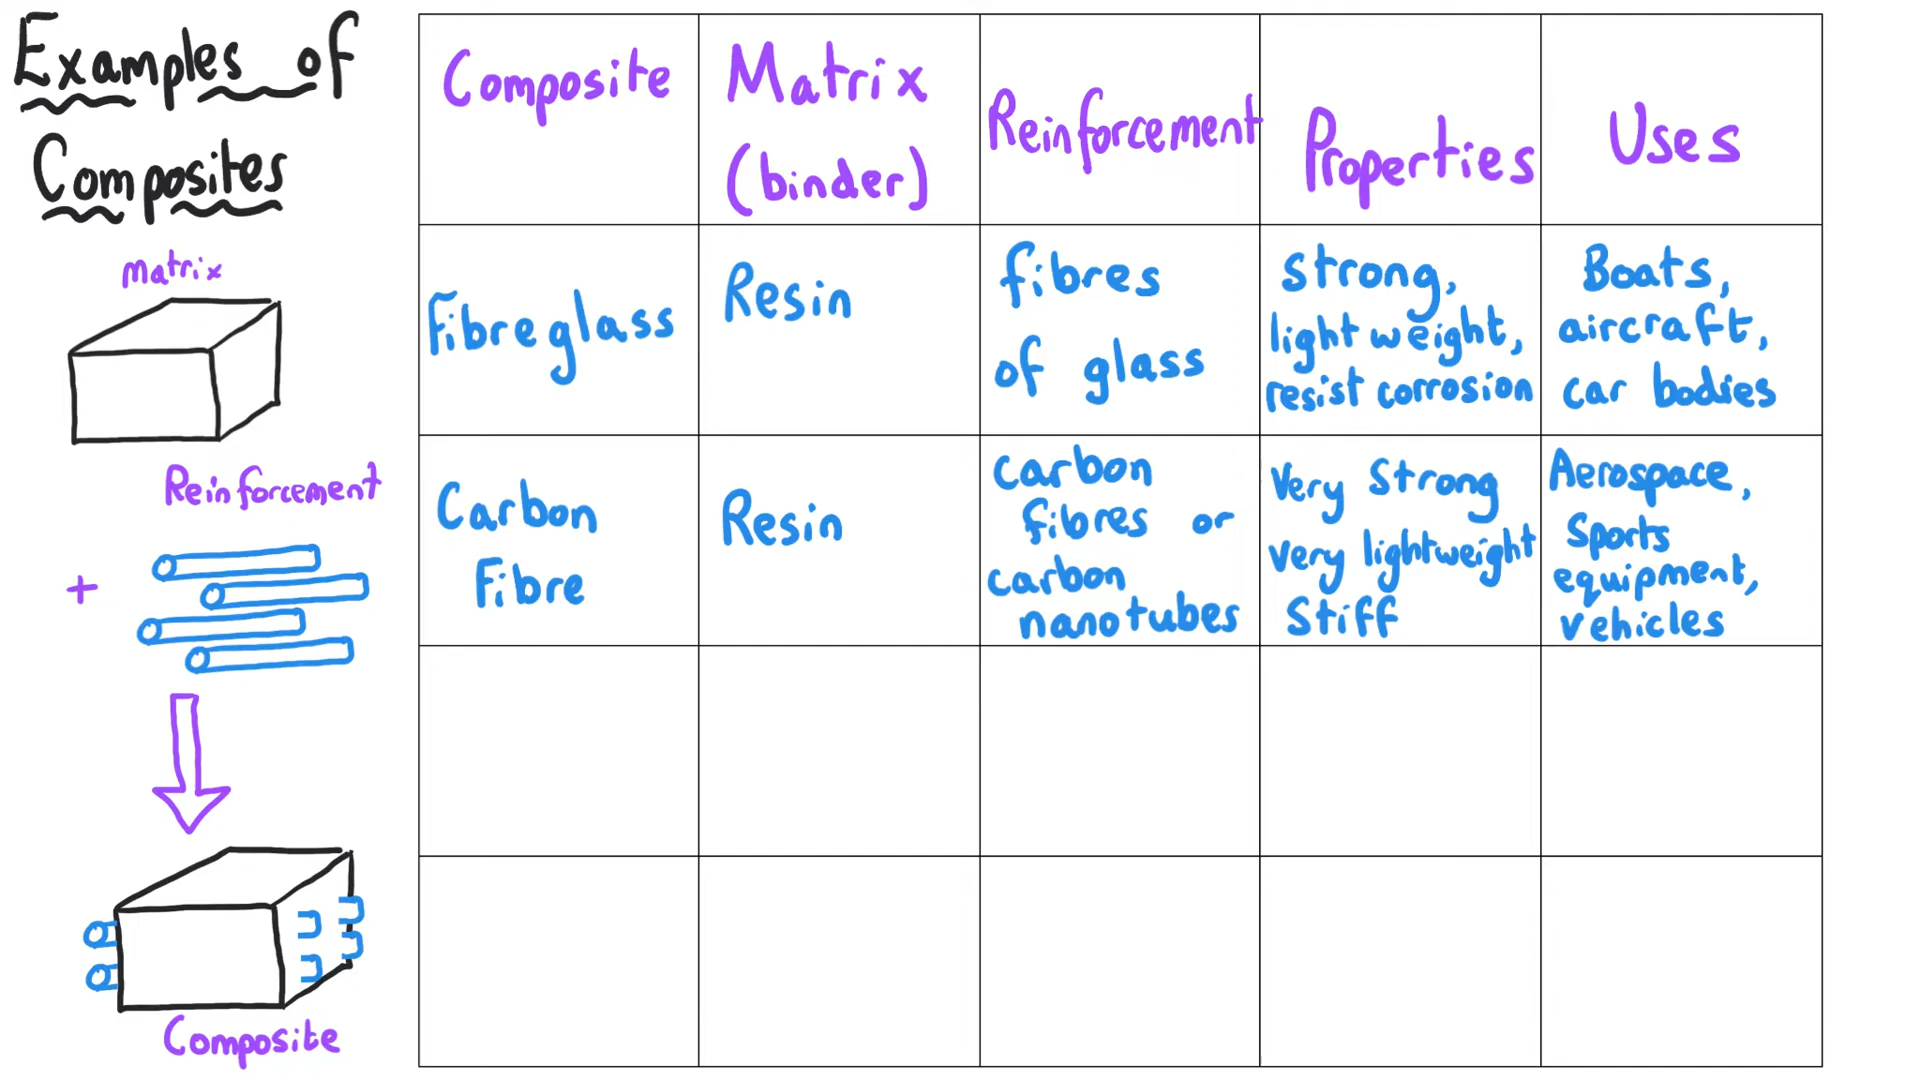 Examples of
Composites
Matrix
Reinforcement
+
Composite
Composite
Matrix
(binder)
Reinforcement
Properties
Uses
Fibreglass
Resin
fibres
of glass
Strong,
light weight,
resist corrosion
Boats,
aircraft,
car bodies
Carbon
Fibre
Resin
carbon
fibres or
carbon
nanotubes
Very Strong
very lightweight
Stiff
Aerospace,
Sports
equipment,
vehicles